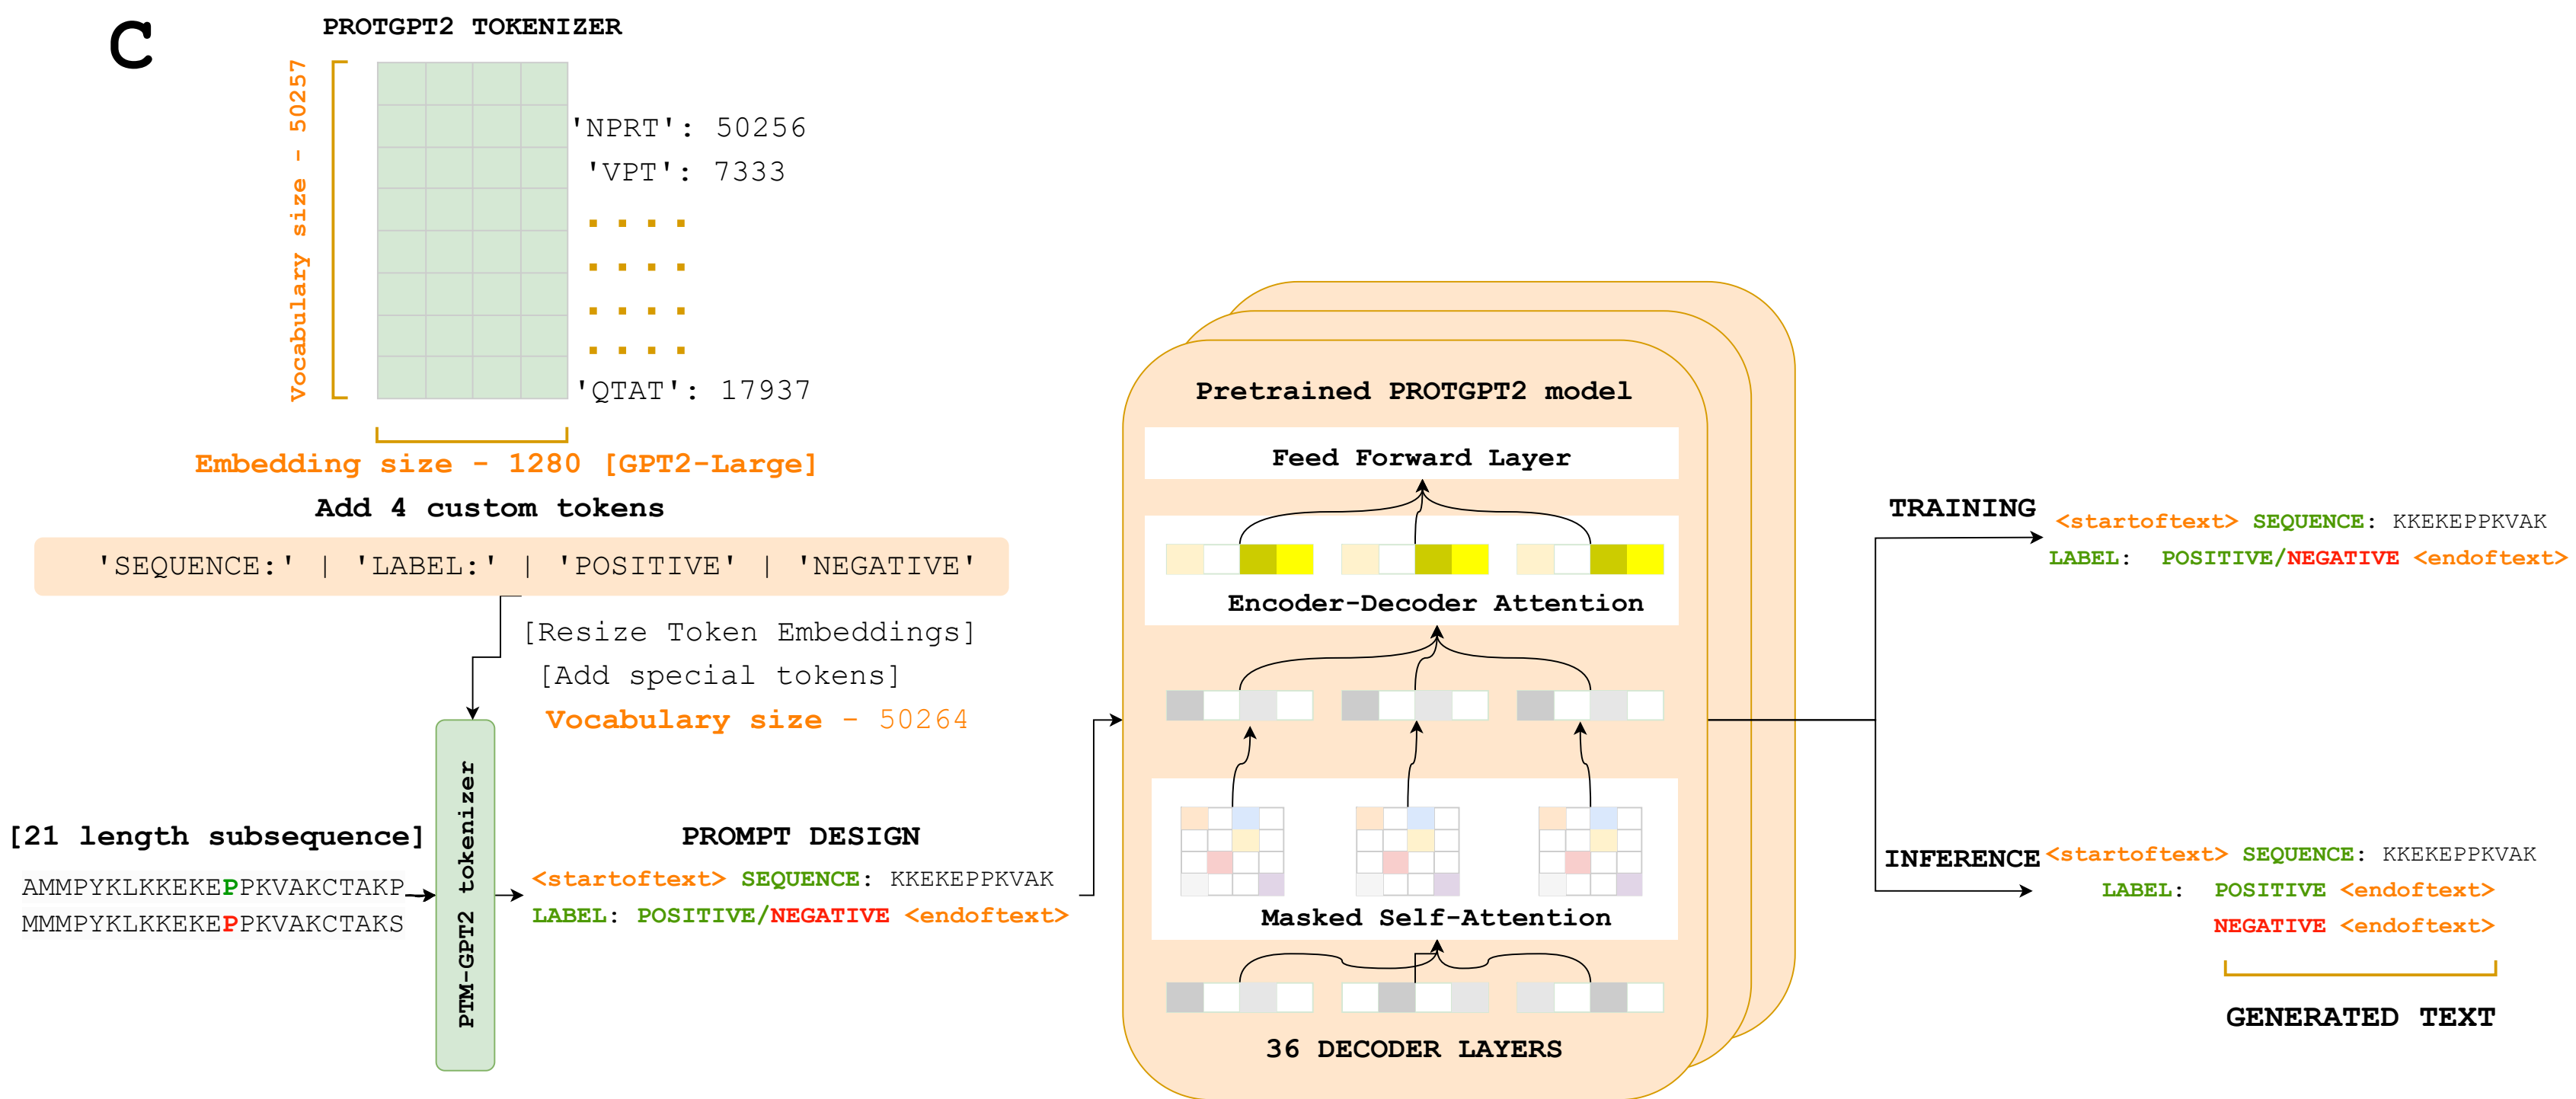 C
PROTGPT2 TOKENIZER
Vocabulary size - 50257
'NPRT': 50256
'VPT': 7333
'QTAT': 17937
Embedding size - 1280 [GPT2-Large]
Add 4 custom tokens
'SEQUENCE:' | 'LABEL:' | 'POSITIVE' | 'NEGATIVE'
[Resize Token Embeddings]
[Add special tokens]
Vocabulary size - 50264
[21 length subsequence]
AMMPYKLKKEKEPPKVAKCTAKP
MMMPYKLKKEKEPPKVAKCTAKS
PTM-GPT2 tokenizer
PROMPT DESIGN
<startoftext> SEQUENCE: KKEKEPPKVAK
LABEL: POSITIVE/NEGATIVE <endoftext>
Pretrained PROTGPT2 model
Feed Forward Layer
Encoder-Decoder Attention
Masked Self-Attention
36 DECODER LAYERS
TRAINING
<startoftext> SEQUENCE: KKEKEPPKVAK
LABEL: POSITIVE/NEGATIVE <endoftext>
INFERENCE
<startoftext> SEQUENCE: KKEKEPPKVAK
LABEL: POSITIVE <endoftext>
NEGATIVE <endoftext>
GENERATED TEXT